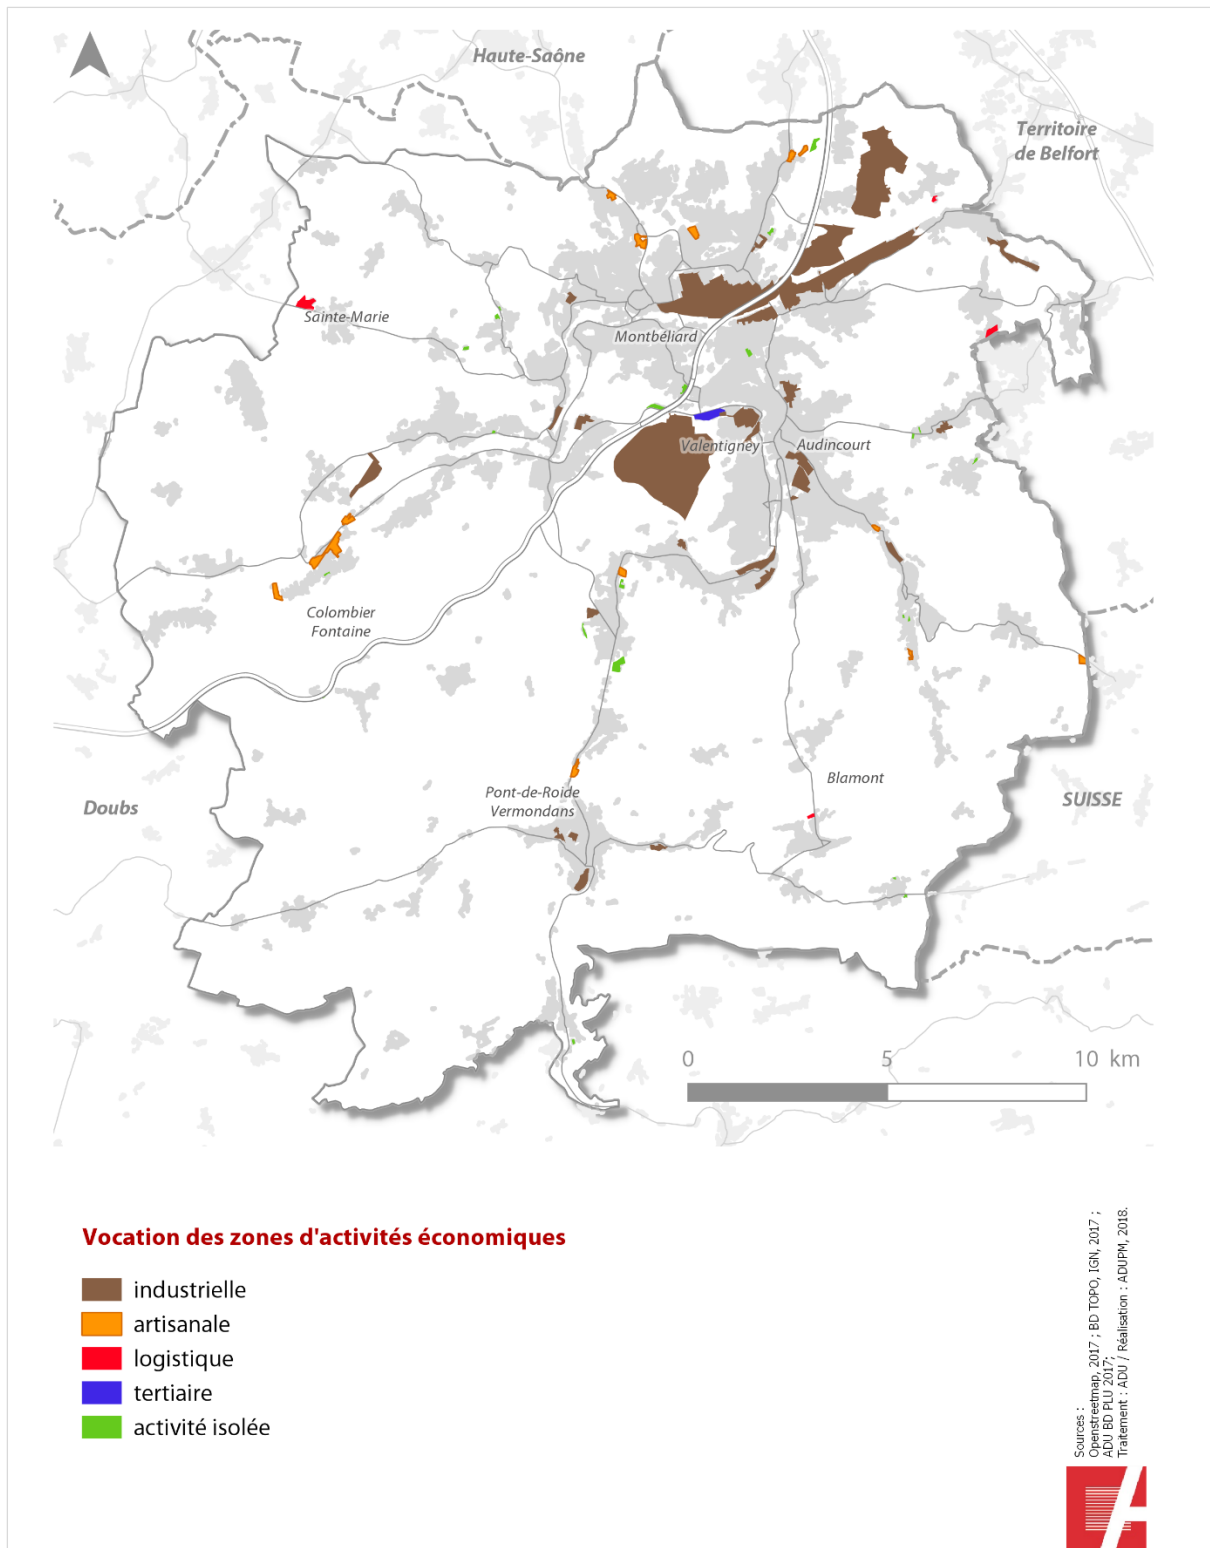 Haute-Saône
Territoire
de Belfort
Sainte-Marie
Montbéliard
Valentigney
Audincourt
Colombier
Fontaine
Doubs
Pont-de-Roide
Vermondans
Blamont
SUISSE
0 5 10 km
Vocation des zones d'activités économiques
industrielle
artisanale
logistique
tertiaire
activité isolée
Sources :
Openstreetmap, 2017 ; BD TOPO, IGN, 2017 ;
ADU BD PLU 2017;
Traitement : ADU / Réalisation : ADUPM, 2018.